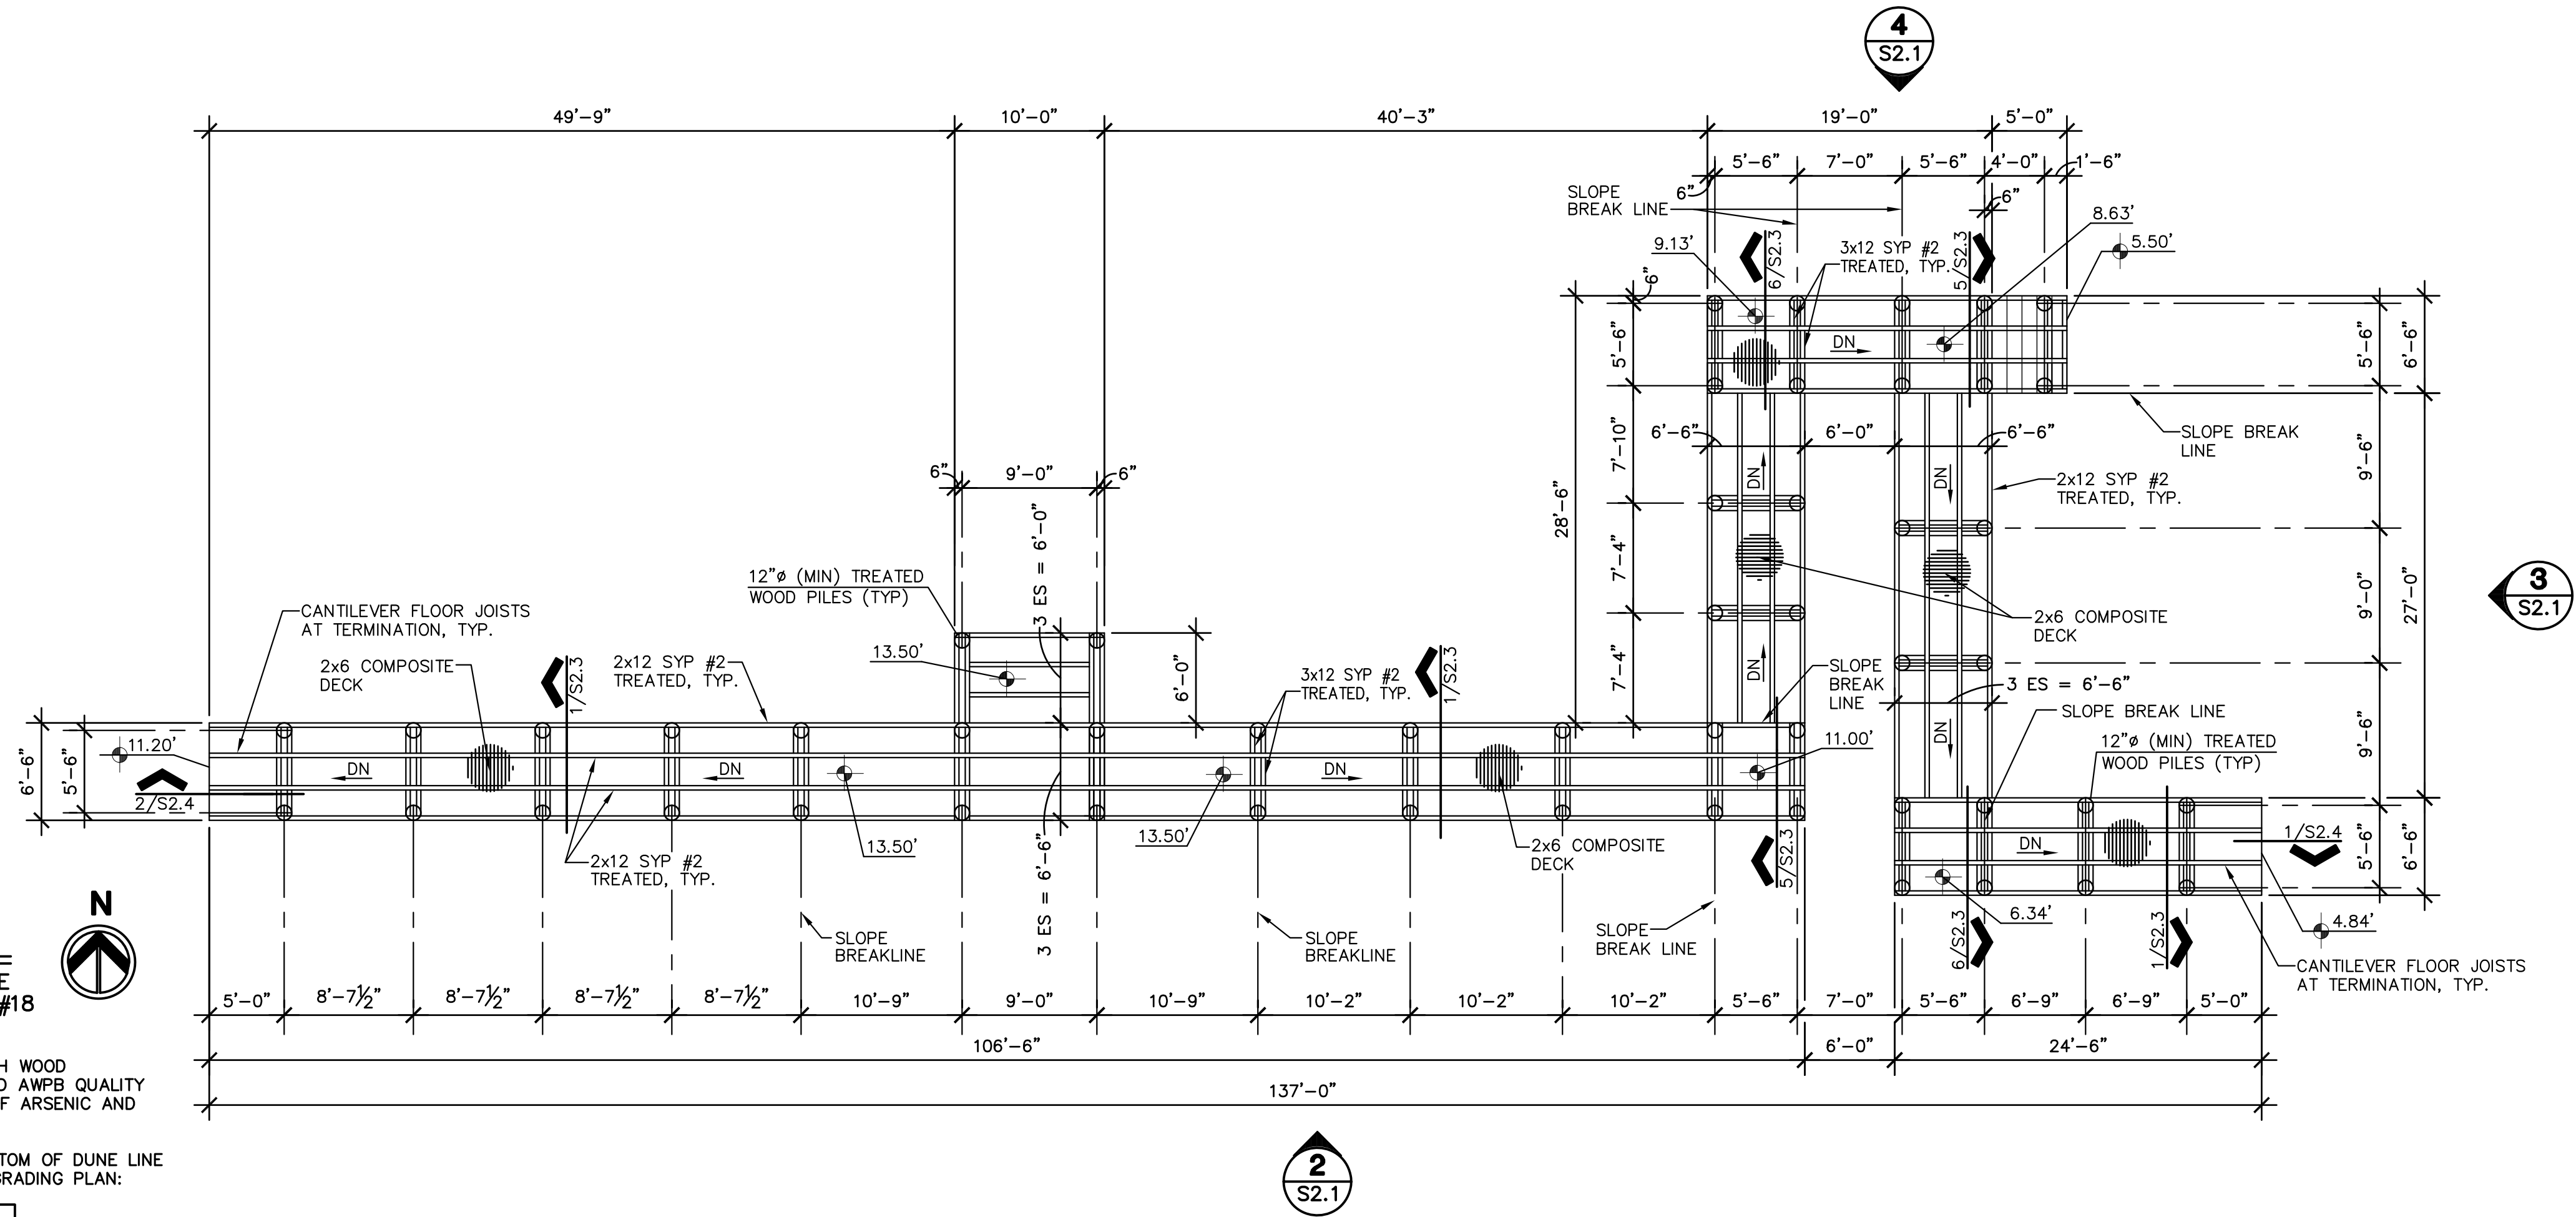 4
S2.1
49'-9"
10'-0"
40'-3"
19'-0"
5'-0"
5'-6"
7'-0"
5'-6"
4'-0"
1'-6"
SLOPE
BREAK LINE
6"
6"
8.63'
9.13'
6/S2.3
3x12 SYP #2
TREATED, TYP.
5/S2.3
5.50'
6"
5'-6"
DN
5'-6"
6'-6"
SLOPE BREAK
LINE
7'-10"
6'-6"
6'-0"
6'-6"
9'-6"
DN
DN
2x12 SYP #2
TREATED, TYP.
6"
9'-0"
6"
3 ES = 6'-0"
28'-6"
7'-4"
9'-0"
27'-0"
3
S2.1
12"ø (MIN) TREATED
WOOD PILES (TYP)
2x6 COMPOSITE
DECK
CANTILEVER FLOOR JOISTS
AT TERMINATION, TYP.
2x6 COMPOSITE
DECK
1/S2.3
2x12 SYP #2
TREATED, TYP.
13.50'
6'-0"
3x12 SYP #2
TREATED, TYP.
1/S2.3
7'-4"
DN
SLOPE
BREAK
LINE
3 ES = 6'-6"
SLOPE BREAK LINE
DN
9'-6"
12"ø (MIN) TREATED
WOOD PILES (TYP)
6'-6"
5'-6"
11.20'
2/S2.4
DN
DN
DN
11.00'
13.50'
13.50'
2x12 SYP #2
TREATED, TYP.
3 ES = 6'-6"
2x6 COMPOSITE
DECK
5/S2.3
DN
1/S2.4
5'-6"
6'-6"
6.34'
4.84'
6/S2.3
1/S2.3
N
SLOPE
BREAKLINE
SLOPE
BREAKLINE
SLOPE
BREAK LINE
CANTILEVER FLOOR JOISTS
AT TERMINATION, TYP.
E
#18
5'-0"
8'-7½"
8'-7½"
8'-7½"
8'-7½"
10'-9"
9'-0"
10'-9"
10'-2"
10'-2"
10'-2"
5'-6"
7'-0"
5'-6"
6'-9"
6'-9"
5'-0"
106'-6"
6'-0"
24'-6"
137'-0"
H WOOD
D AWPB QUALITY
F ARSENIC AND
TOM OF DUNE LINE
GRADING PLAN:
2
S2.1